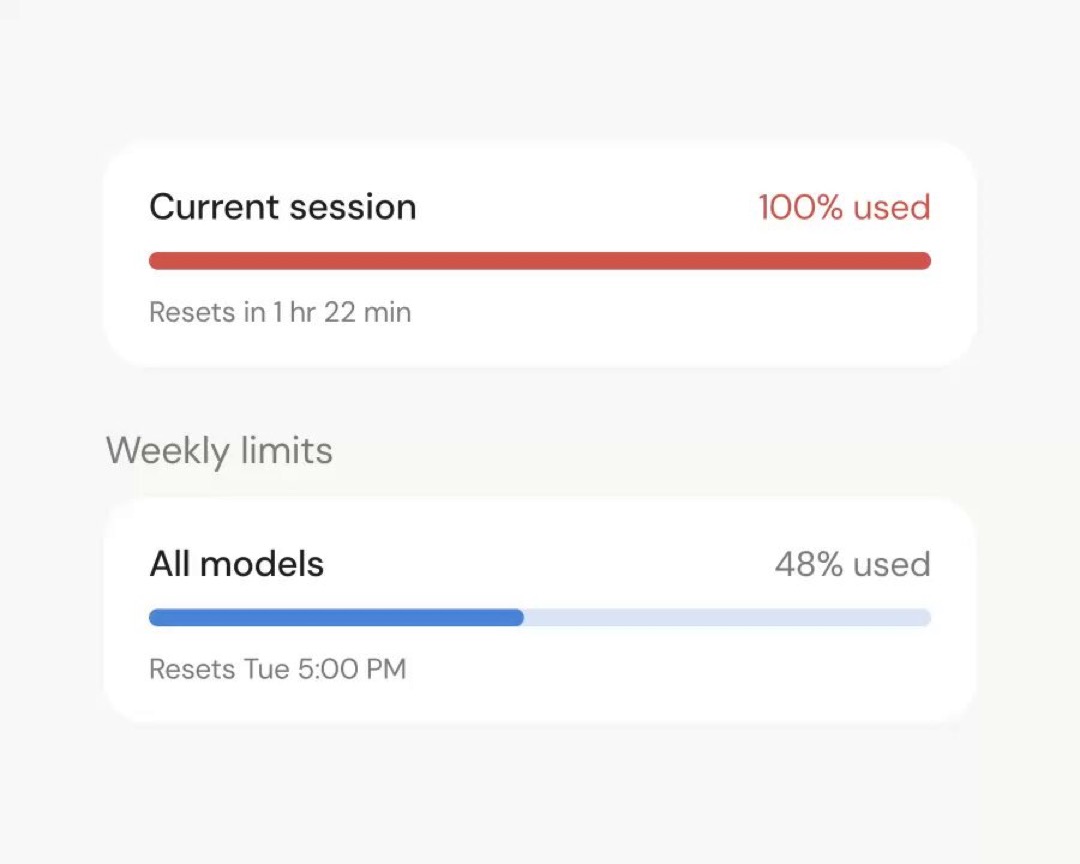 Current session
100% used
Resets in 1 hr 22 min
Weekly limits
All models
48% used
Resets Tue 5:00 PM